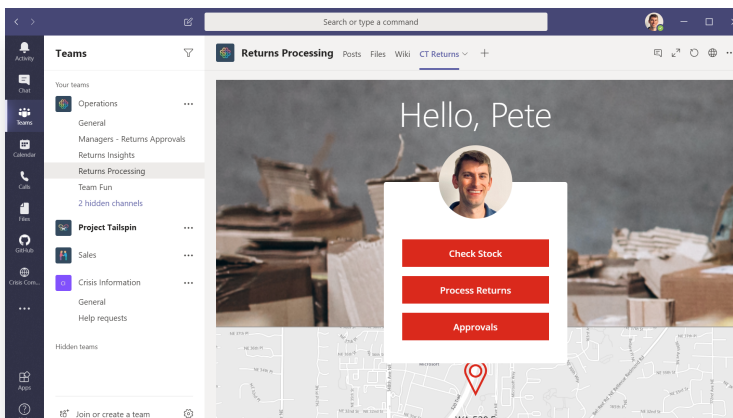 Search or type a command
Activity
Chat
Teams
Calendar
Calls
Files
GitHub
Crisis Com...
Apps
Teams
Your teams
Operations
General
Managers - Returns Approvals
Returns Insights
Returns Processing
Team Fun
2 hidden channels
Project Tailspin
Sales
Crisis Information
General
Help requests
Hidden teams
Join or create a team
Returns Processing Posts Files Wiki CT Returns
Hello, Pete
Check Stock
Process Returns
Approvals